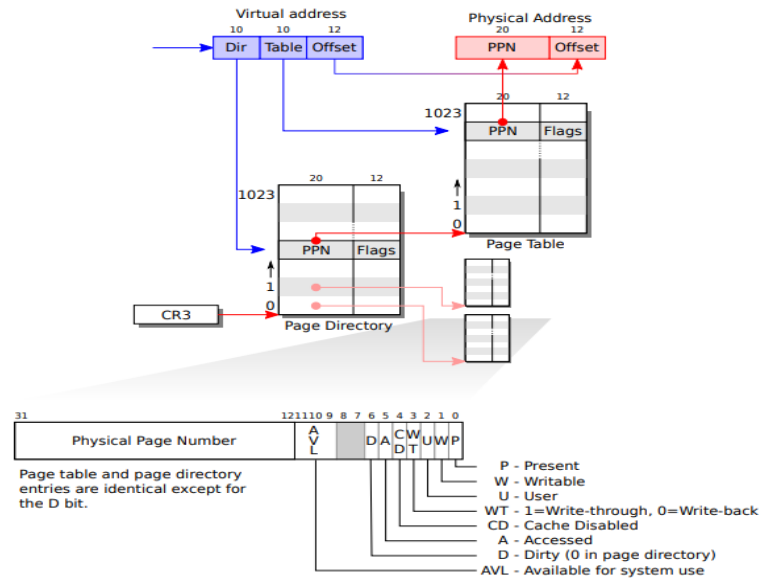 Virtual address
10 10 12
Dir Table Offset
Physical Address
20 12
PPN Offset
20 12
1023
PPN Flags
1
0
Page Table
20 12
1023
PPN Flags
1
0
CR3
Page Directory
31 12 11 10 9 8 7 6 5 4 3 2 1 0
Physical Page Number AVL D A CD WT U W P
Page table and page directory
entries are identical except for
the D bit.
P - Present
W - Writable
U - User
WT - 1=Write-through, 0=Write-back
CD - Cache Disabled
A - Accessed
D - Dirty (0 in page directory)
AVL - Available for system use